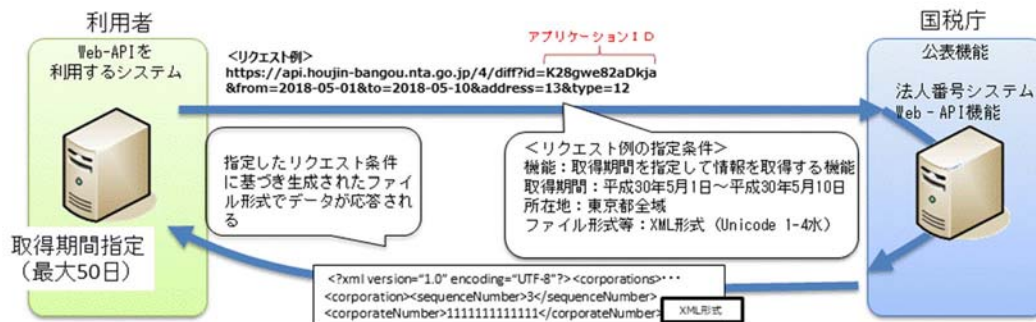 利用者
Web-APIを
利用するシステム
取得期間指定
（最大50日）
アプリケーションＩＤ
<リクエスト例>
https://api.houjin-bangou.nta.go.jp/4/diff?id=K28gwe82aDkja
&from=2018-05-01&to=2018-05-10&address=13&type=12
指定したリクエスト条件
に基づき生成されたファイ
ル形式でデータが応答され
る
＜リクエスト例の指定条件＞
機能：取得期間を指定して情報を取得する機能
取得期間：平成30年5月1日～平成30年5月10日
所在地：東京都全域
ファイル形式等：XML形式（Unicode 1-4水）
<?xml version="1.0" encoding="UTF-8"?><corporations>･･･
<corporation><sequenceNumber>3</sequenceNumber>
<corporateNumber>1111111111111</corporateNumber>
XML形式
国税庁
公表機能
法人番号システム
Web‐API機能